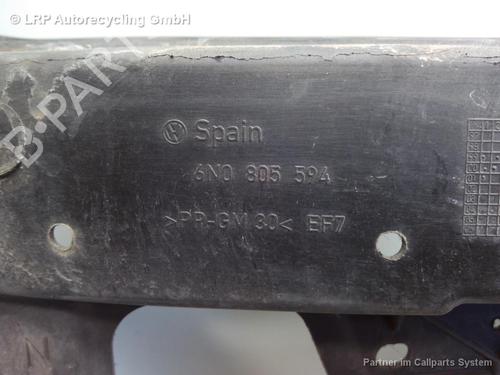 © LRP Autorecycling GmbH
B-PARTS
Spain
6N0 805 594
>PP-GM 30< EF7
N
Partner im Callparts System